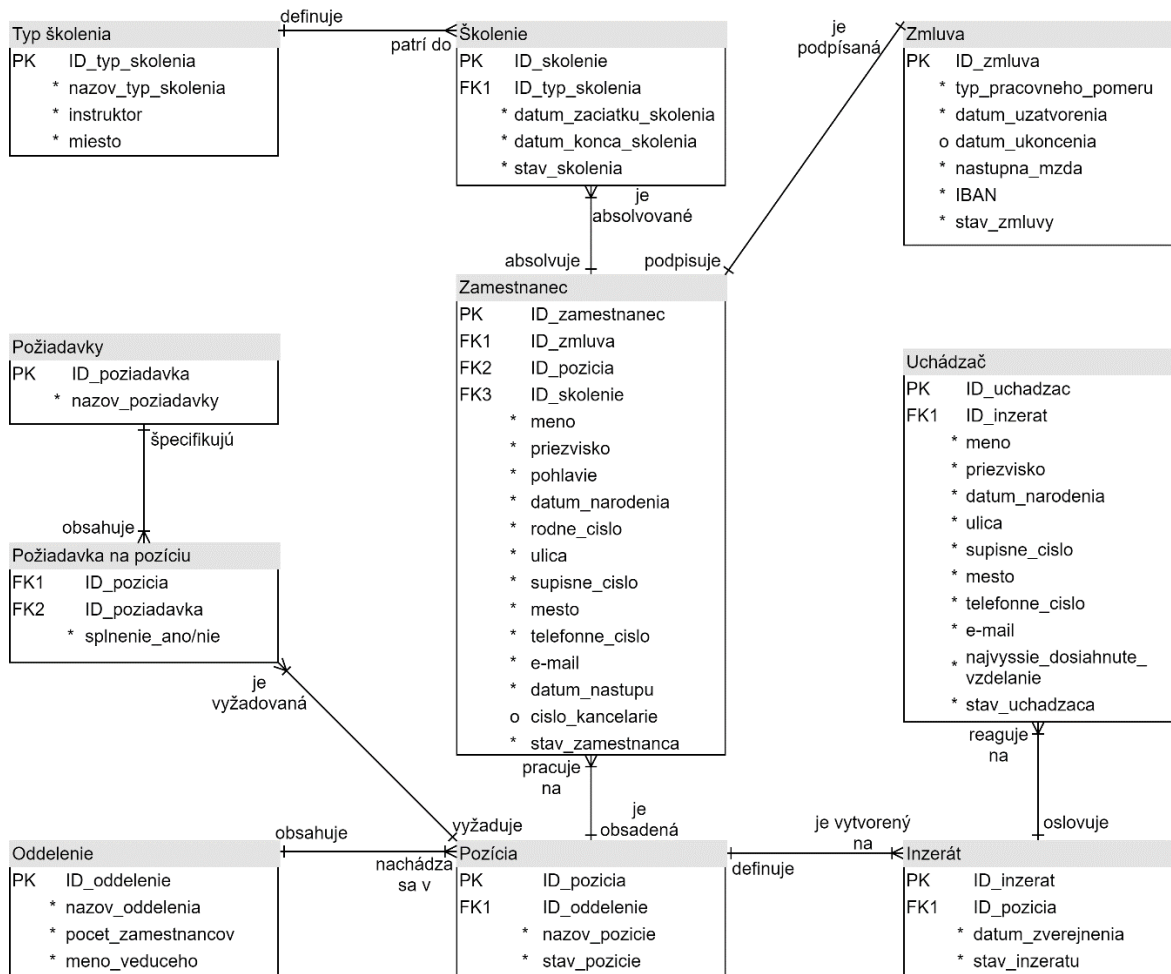 definuje
Typ školenia
PK ID_typ_skolenia
* nazov_typ_skolenia
* instruktor
* miesto
patrí do
Školenie
PK ID_skolenie
FK1 ID_typ_skolenia
* datum_zaciatku_skolenia
* datum_konca_skolenia
* stav_skolenia
je
podpísaná
Zmluva
PK ID_zmluva
* typ_pracovneho_pomeru
* datum_uzatvorenia
o datum_ukoncenia
* nastupna_mzda
* IBAN
* stav_zmluvy
je
absolvované
absolvuje
podpisuje
Zamestnanec
PK ID_zamestnanec
FK1 ID_zmluva
FK2 ID_pozicia
FK3 ID_skolenie
* meno
* priezvisko
* pohlavie
* datum_narodenia
* rodne_cislo
* ulica
* supisne_cislo
* mesto
* telefonne_cislo
* e-mail
* datum_nastupu
o cislo_kancelarie
* stav_zamestnanca
Požiadavky
PK ID_poziadavka
* nazov_poziadavky
špecifikujú
obsahuje
Požiadavka na pozíciu
FK1 ID_pozicia
FK2 ID_poziadavka
* splnenie_ano/nie
je
vyžadovaná
Uchádzač
PK ID_uchadzac
FK1 ID_inzerat
* meno
* priezvisko
* datum_narodenia
* ulica
* supisne_cislo
* mesto
* telefonne_cislo
* e-mail
* najvyssie_dosiahnute_
vzdelanie
* stav_uchadzaca
reaguje
na
oslovuje
pracuje
na
je
obsadená
vyžaduje
obsahuje
nachádza
sa v
Oddelenie
PK ID_oddelenie
* nazov_oddelenia
* pocet_zamestnancov
* meno_veduceho
Pozícia
PK ID_pozicia
FK1 ID_oddelenie
* nazov_pozicie
* stav_pozicie
je vytvorený
na
definuje
Inzerát
PK ID_inzerat
FK1 ID_pozicia
* datum_zverejnenia
* stav_inzeratu